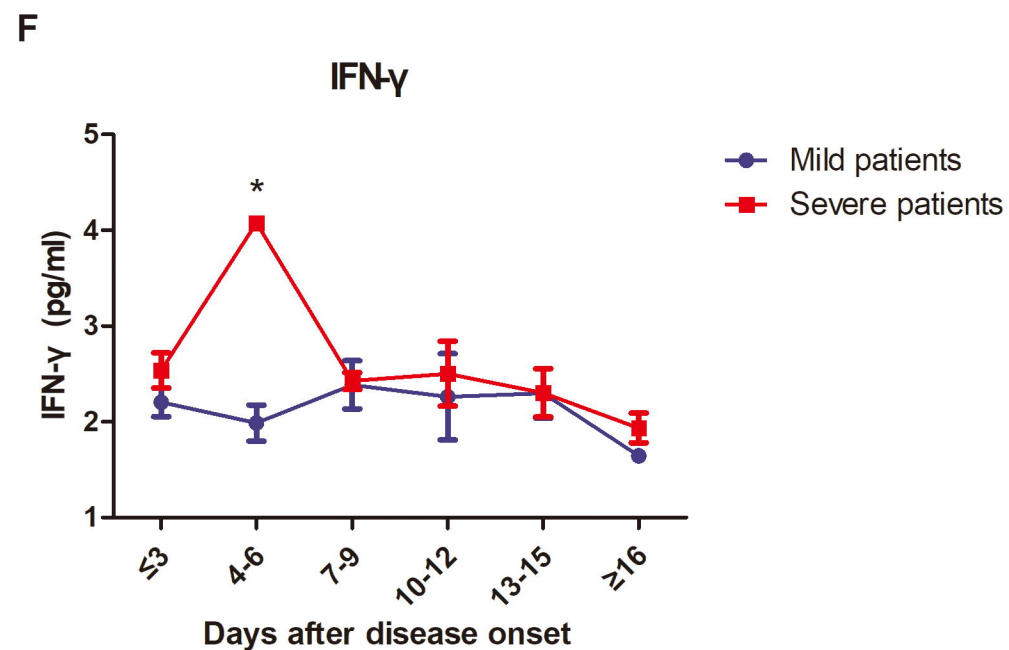 F
IFN-γ
Mild patients
Severe patients
*
5
4
3
2
1
IFN-γ (pg/ml)
≤3
4-6
7-9
10-12
13-15
≥16
Days after disease onset